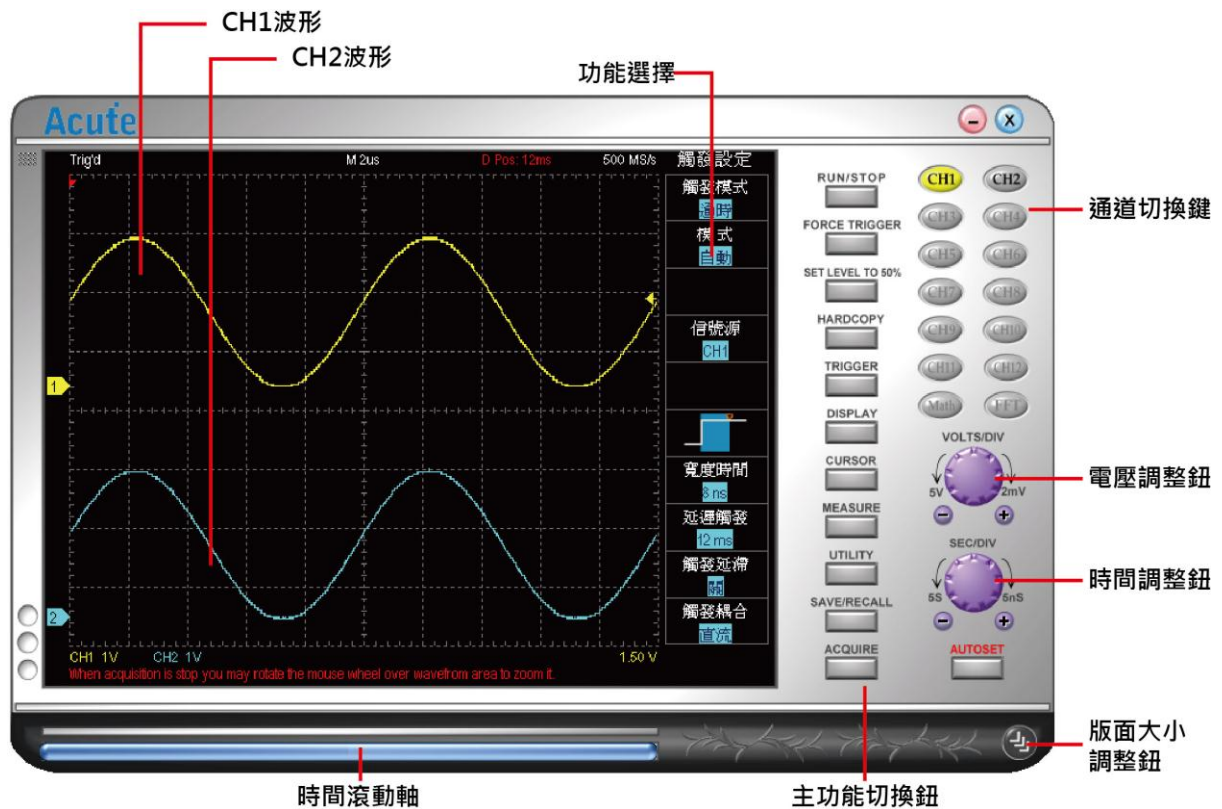 CH1波形
CH2波形
功能選擇
Acute
Trig'd M 2us D Pos: 12ms 500 MS/s 觸發設定
觸發模式
模式
自動
信號源
CH1
寬度時間
8 ns
延遲觸發
12 ms
觸發延滯
關
觸發耦合
直流
1
2
CH1 1V CH2 1V 1.50 V
When acquisition is stop you may rotate the mouse wheel over wavefrom area to zoom it.
RUN/STOP
FORCE TRIGGER
SET LEVEL TO 50%
HARDCOPY
TRIGGER
DISPLAY
CURSOR
MEASURE
UTILITY
SAVE/RECALL
ACQUIRE
CH1 CH2
CH3 CH4
CH5 CH6
CH7 CH8
CH9 CH10
CH11 CH12
Math FFT
VOLTS/DIV
5V 2mV
SEC/DIV
5S 5nS
AUTOSET
通道切換鍵
電壓調整鈕
時間調整鈕
版面大小
調整鈕
時間滾動軸
主功能切換鈕